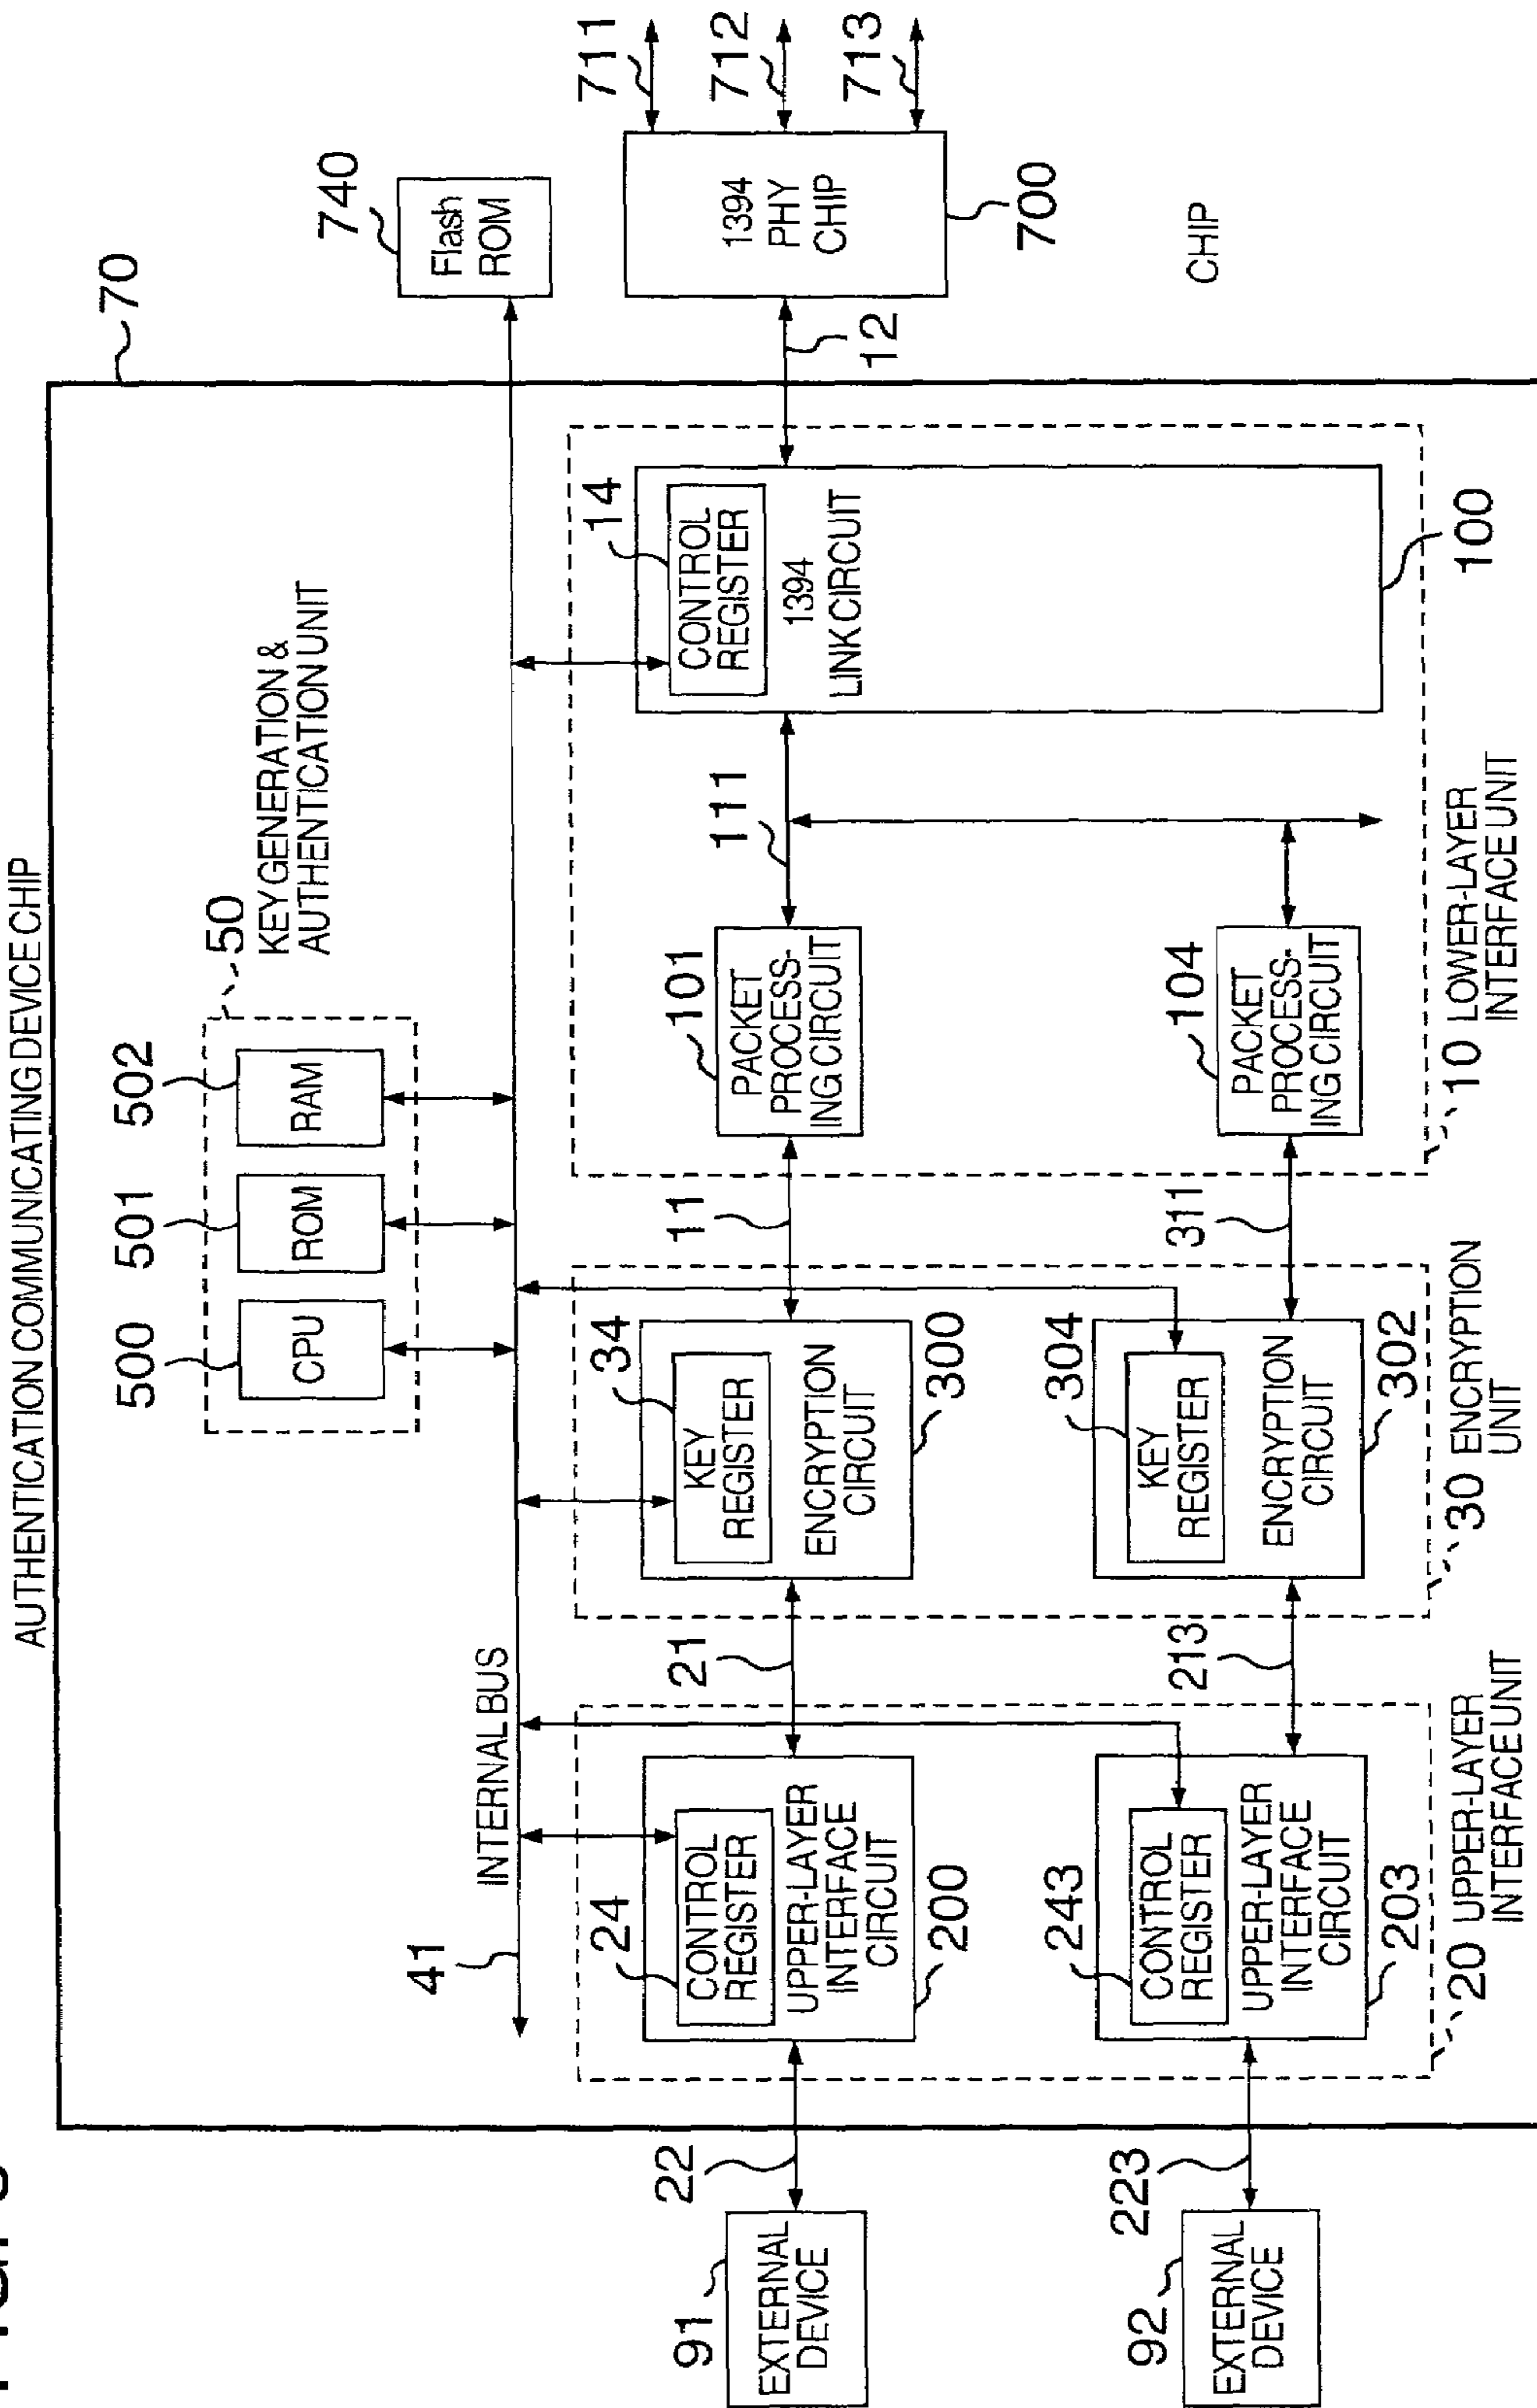 AUTHENTICATION COMMUNICATING DEVICE CHIP
70
500
501
502
50
KEY GENERATION &
AUTHENTICATION UNIT
CPU
ROM
RAM
740
Flash
ROM
41
INTERNAL BUS
91
EXTERNAL
DEVICE
22
24
CONTROL
REGISTER
UPPER-LAYER
INTERFACE
CIRCUIT
200
21
34
KEY
REGISTER
ENCRYPTION
CIRCUIT
300
11
101
PACKET
PROCESS-
ING CIRCUIT
111
14
CONTROL
REGISTER
1394
LINK CIRCUIT
100
12
1394
PHY
CHIP
700
711
712
713
CHIP
92
EXTERNAL
DEVICE
223
243
CONTROL
REGISTER
UPPER-LAYER
INTERFACE
CIRCUIT
203
213
304
KEY
REGISTER
ENCRYPTION
CIRCUIT
302
311
104
PACKET
PROCESS-
ING CIRCUIT
20 UPPER-LAYER
INTERFACE UNIT
30 ENCRYPTION
UNIT
10 LOWER-LAYER
INTERFACE UNIT